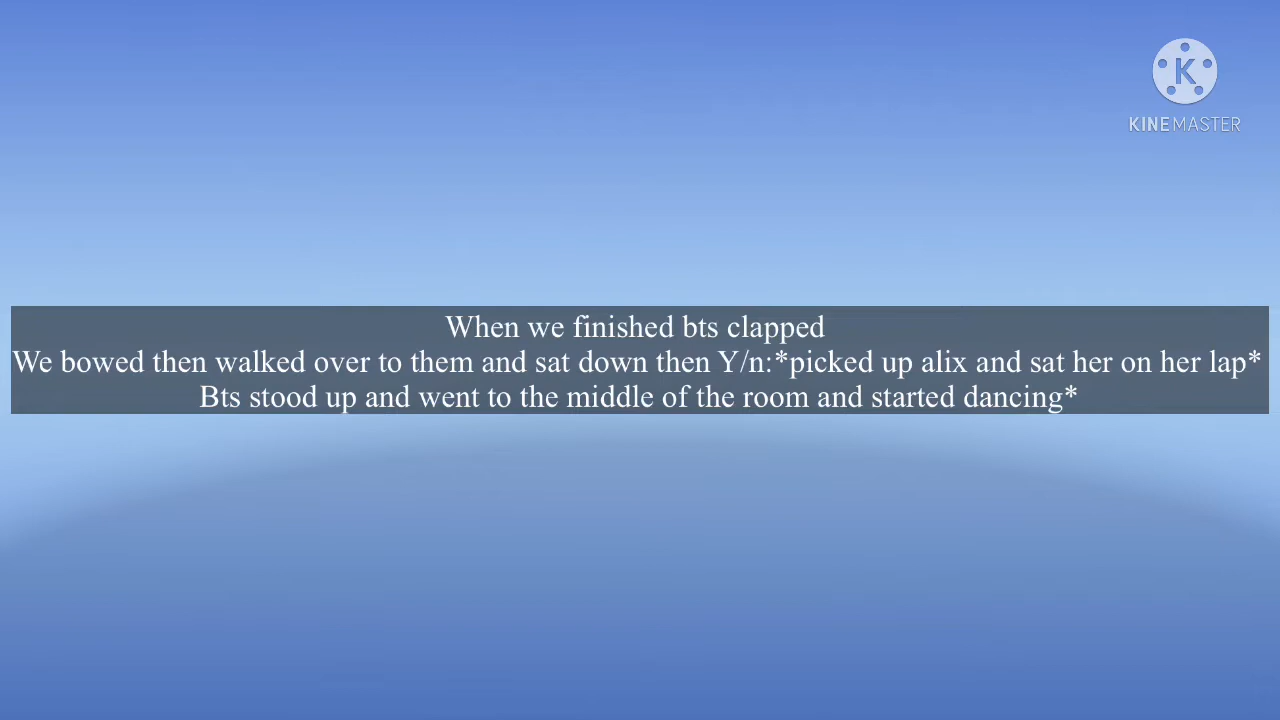 K
KINEMASTER
When we finished bts clapped
We bowed then walked over to them and sat down then Y/n:*picked up alix and sat her on her lap*
Bts stood up and went to the middle of the room and started dancing*